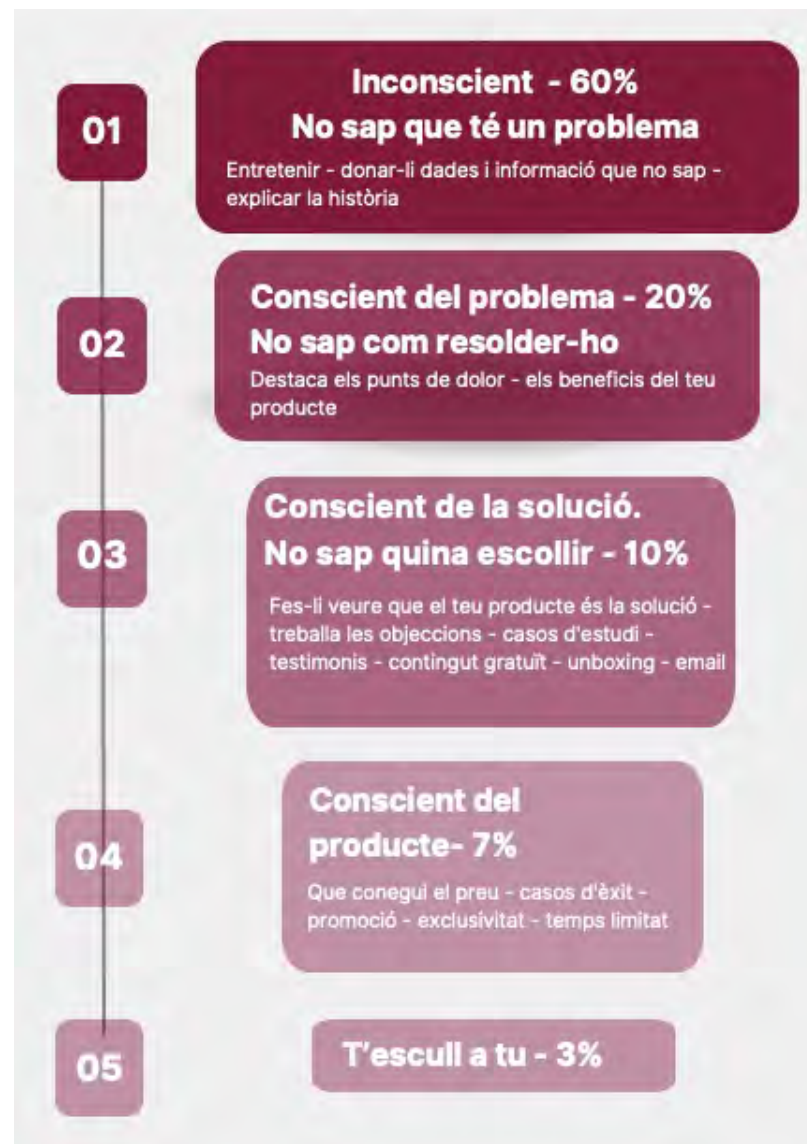 01
Inconscient - 60%
No sap que té un problema
Entretenir - donar-li dades i informació que no sap -
explicar la història
02
Conscient del problema - 20%
No sap com resolder-ho
Destaca els punts de dolor - els beneficis del teu
producte
03
Conscient de la solució.
No sap quina escollir - 10%
Fes-li veure que el teu producte és la solució -
treballa les objeccions - casos d'estudi -
testimonis - contingut gratuït - unboxing - email
04
Conscient del
producte- 7%
Que conegui el preu - casos d'èxit -
promoció - exclusivitat - temps limitat
05
T'escull a tu - 3%